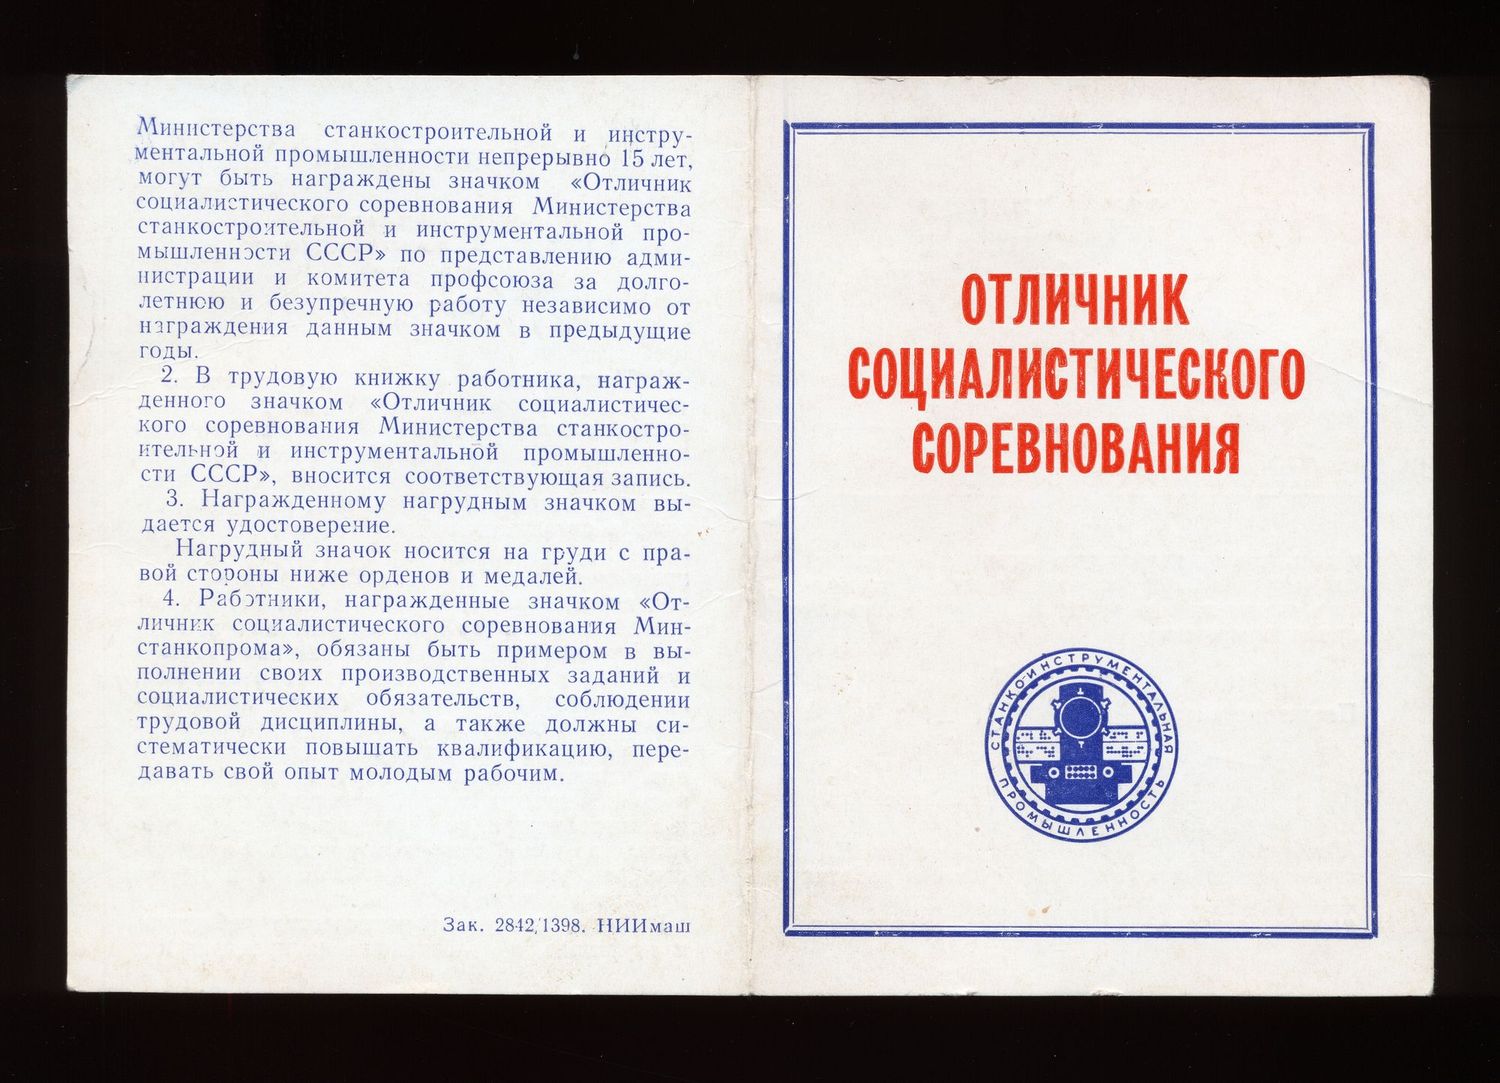 Министерства станкостроительной и инстру-
ментальной промышленности непрерывно 15 лет,
могут быть награждены значком «Отличник
социалистического соревнования Министерства
станкостроительной и инструментальной про-
мышленности СССР» по представлению адми-
нистрации и комитета профсоюза за долго-
летнюю и безупречную работу независимо от
награждения данным значком в предыдущие
годы.
2. В трудовую книжку работника, награж-
денного значком «Отличник социалистичес-
кого соревнования Министерства станкостро-
ительной и инструментальной промышленно-
сти СССР», вносится соответствующая запись.
3. Награжденному нагрудным значком вы-
дается удостоверение.
Нагрудный значок носится на груди с пра-
вой стороны ниже орденов и медалей.
4. Работники, награжденные значком «От-
личник социалистического соревнования Мин-
станкопрома», обязаны быть примером в вы-
полнении своих производственных заданий и
социалистических обязательств, соблюдении
трудовой дисциплины, а также должны си-
стематически повышать квалификацию, пере-
давать свой опыт молодым рабочим.
Зак. 2842/1398. НИИмаш
ОТЛИЧНИК
СОЦИАЛИСТИЧЕСКОГО
СОРЕВНОВАНИЯ
СТАНКО-ИНСТРУМЕНТАЛЬНАЯ
ПРОМЫШЛЕННОСТЬ